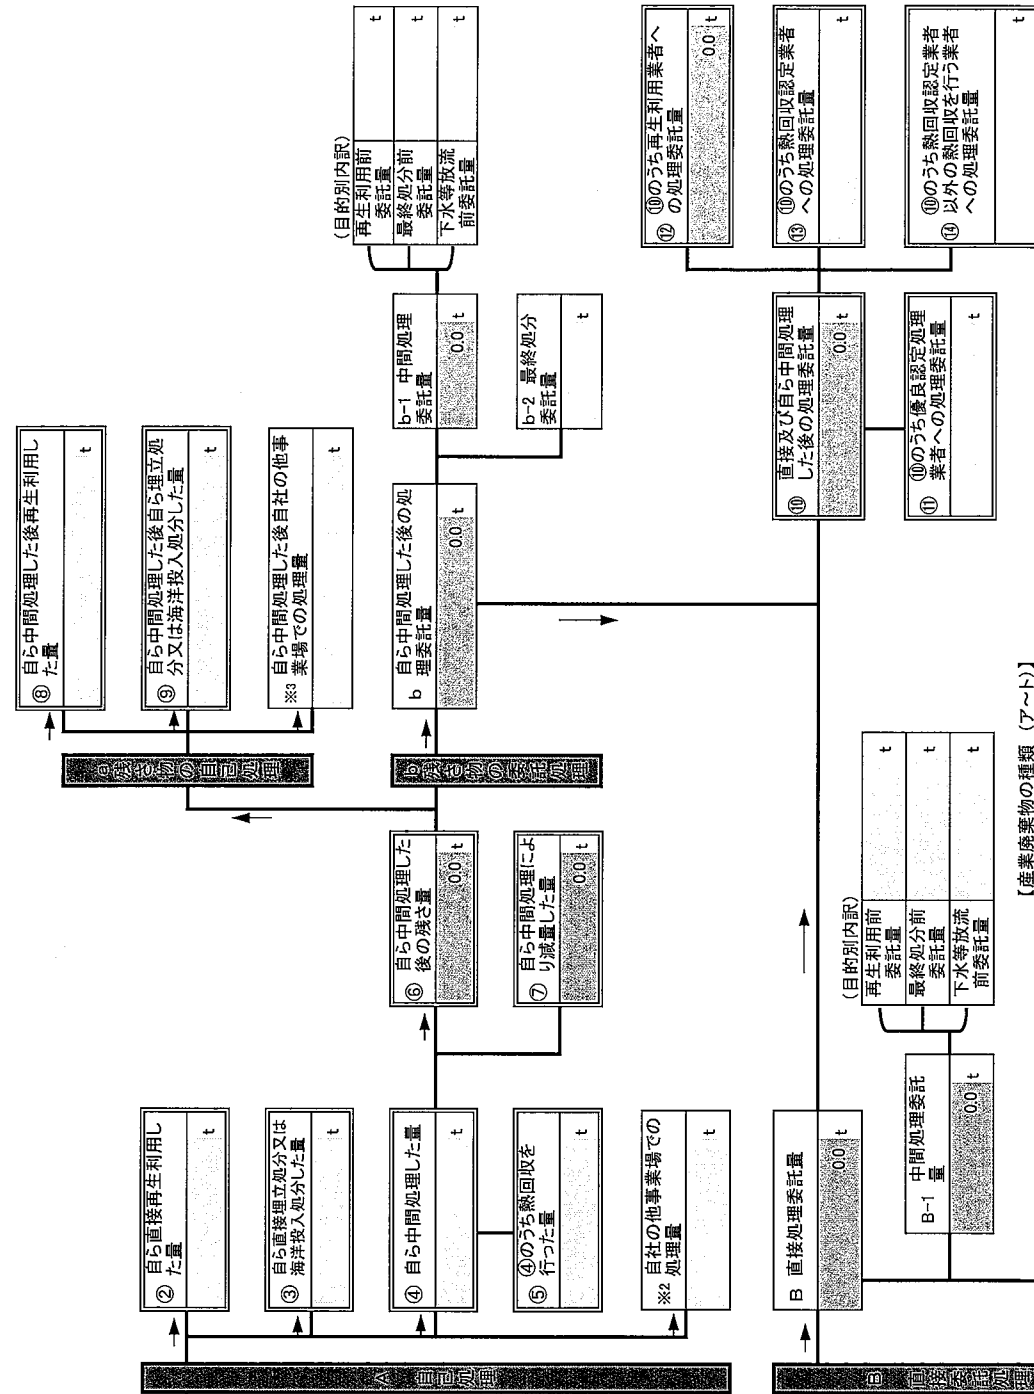 A 自己処理
② 自ら直接再生利用し
た量
t
③ 自ら直接埋立処分又は
海洋投入処分した量
t
④ 自ら中間処理した量
t
⑤ ④のうち熱回収を
行った量
t
※2 自社の他事業場での
処理量
t
⑥ 自ら中間処理した
後の残さ量
0.0 t
⑦ 自ら中間処理によ
り減量した量
0.0 t
a 残さ物の自己処理
⑧ 自ら中間処理した後再生利用し
た量
t
⑨ 自ら中間処理した後自ら埋立処
分又は海洋投入処分した量
t
※3 自ら中間処理した後自社の他事
業場での処理量
t
b 残さ物の委託処理
b 自ら中間処理した後の処
理委託量
0.0 t
b-1 中間処理
委託量
0.0 t
b-2 最終処分
委託量
t
(目的別内訳)
再生利用前
委託量
t
最終処分前
委託量
t
下水等放流
前委託量
t
B 直接委託処理
B 直接処理委託量
0.0 t
B-1 中間処理委託
量
0.0 t
(目的別内訳)
再生利用前
委託量
t
最終処分前
委託量
t
下水等放流
前委託量
t
⑩ 直接及び自ら中間処理
した後の処理委託量
0.0 t
⑪ ⑩のうち優良認定処理
業者への処理委託量
t
⑫ ⑩のうち再生利用業者へ
の処理委託量
0.0 t
⑬ ⑩のうち熱回収認定業者
への処理委託量
t
⑭ ⑩のうち熱回収認定業者
以外の熱回収を行う業者
への処理委託量
t
【産業廃棄物の種類 (ア～ト)】